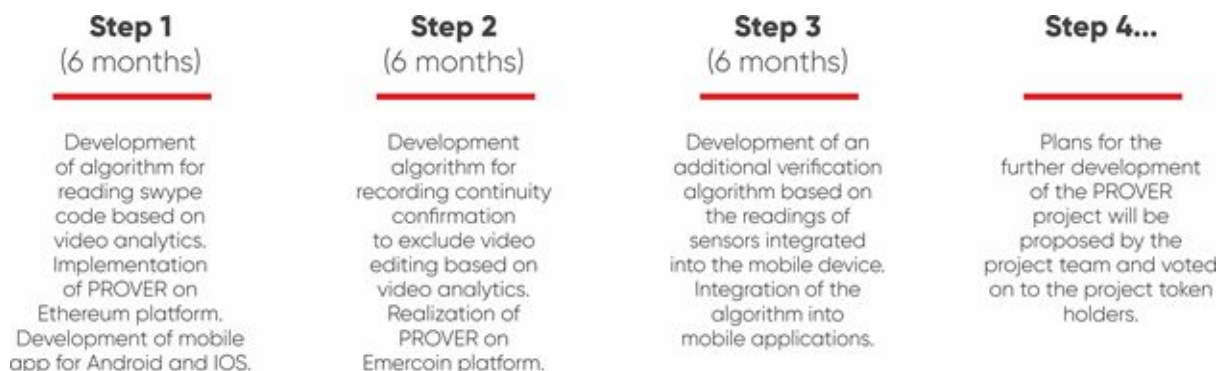 Step 1
(6 months)
Development
of algorithm for
reading swype
code based on
video analytics.
Implementation
of PROVER on
Ethereum platform.
Development of mobile
app for Android and IOS.
Step 2
(6 months)
Development
algorithm for
recording continuity
confirmation
to exclude video
editing based on
video analytics.
Realization of
PROVER on
Emercoin platform.
Step 3
(6 months)
Development of an
additional verification
algorithm based on
the readings of
sensors integrated
into the mobile device.
Integration of the
algorithm into
mobile applications.
Step 4...
Plans for the
further development
of the PROVER
project will be
proposed by the
project team and voted
on to the project token
holders.